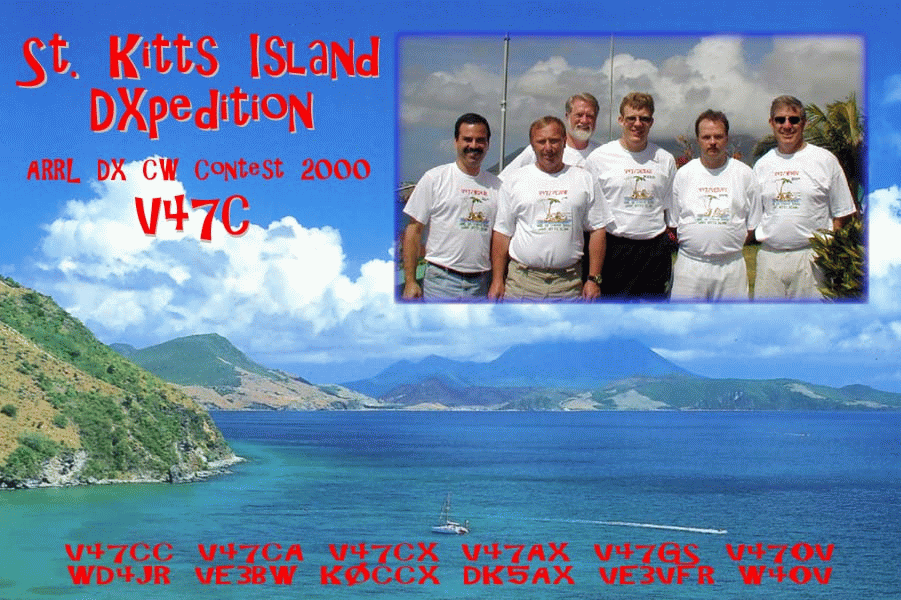 St. Kitts Island
DXpedition
ARRL DX CW Contest 2000
V47C
V47CC V47CA V47CX V47AX V47GS V47OV
WD4JR VE3BW KØCCX DK5AX VE3VFR W4OV